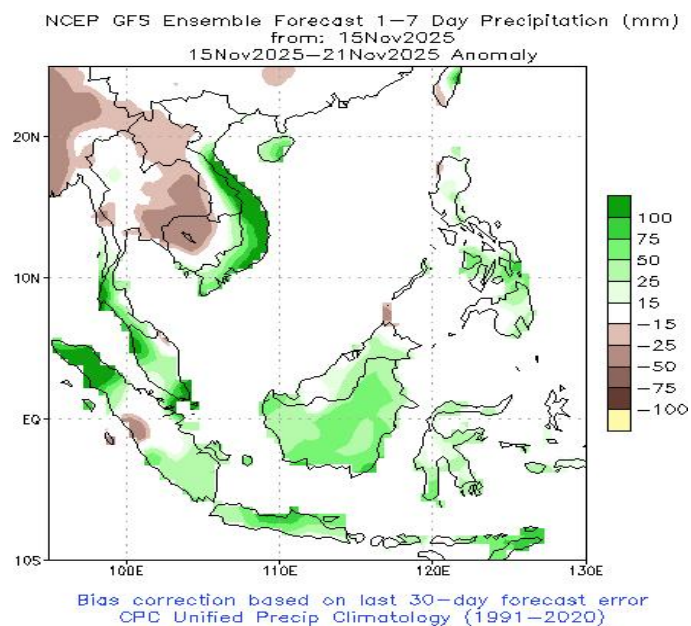 NCEP GFS Ensemble Forecast 1–7 Day Precipitation (mm)
from: 15Nov2025
15Nov2025–21Nov2025 Anomaly
20N
10N
EQ
10S
100E
110E
120E
130E
100
75
50
25
15
−15
−25
−50
−75
−100
Bias correction based on last 30–day forecast error
CPC Unified Precip Climatology (1991–2020)